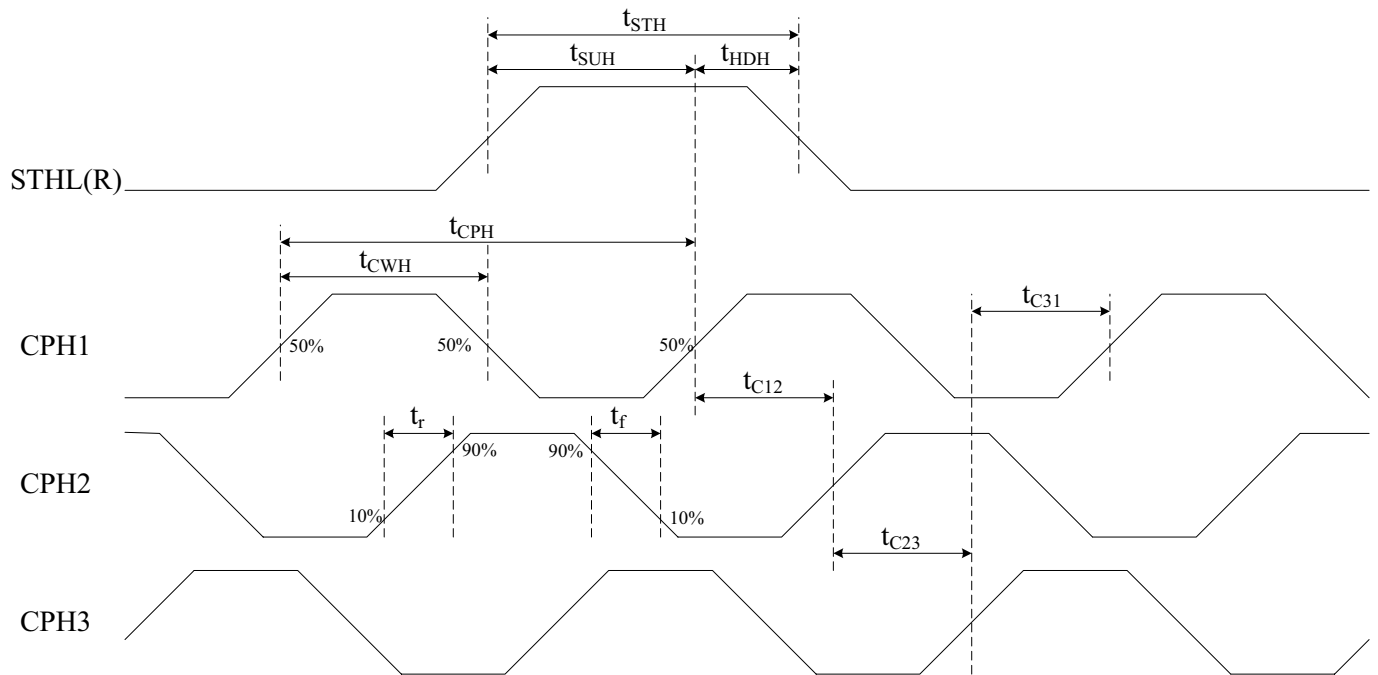 tSTH
tSUH
tHDH
STHL(R)
tCPH
tCWH
tC31
CPH1
50%
50%
50%
tC12
tr
tf
90%
90%
CPH2
10%
10%
tC23
CPH3